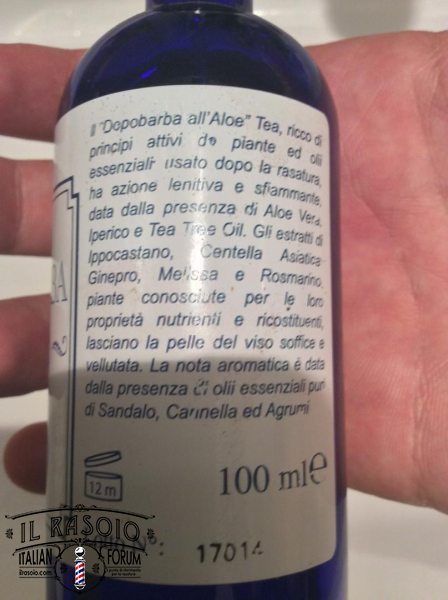 Il "Dopobarba all'Aloe" Tea, ricco di
principi attivi da piante ed olii
essenziali usato dopo la rasatura,
ha azione lenitiva e sfiammante,
data dalla presenza di Aloe Vera,
Iperico e Tea Tree Oil. Gli estratti di
Ippocastano, Centella Asiatica
Ginepro, Melissa e Rosmarino,
piante conosciute per le loro
proprietà nutrienti e ricostituenti,
lasciano la pelle del viso soffice e
vellutata. La nota aromatica è data
dalla presenza di olii essenziali puri
di Sandalo, Cannella ed Agrumi
12 m
100 ml e
17014
IL RASOIO
ITALIAN FORUM
ilrasoio.com